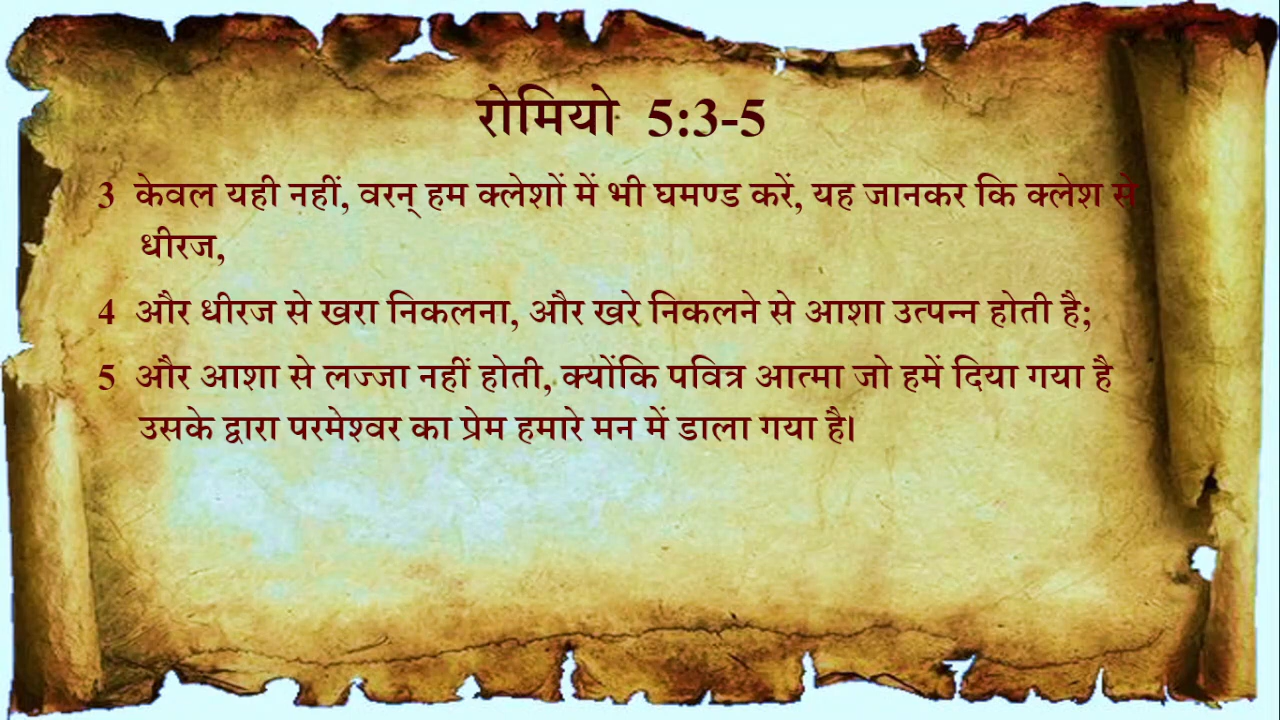 रोमियो 5:3-5
3 केवल यही नहीं, वरन् हम क्लेशों में भी घमण्ड करें, यह जानकर कि क्लेश से
धीरज,
4 और धीरज से खरा निकलना, और खरे निकलने से आशा उत्पन्न होती है;
5 और आशा से लज्जा नहीं होती, क्योंकि पवित्र आत्मा जो हमें दिया गया है
उसके द्वारा परमेश्वर का प्रेम हमारे मन में डाला गया है।